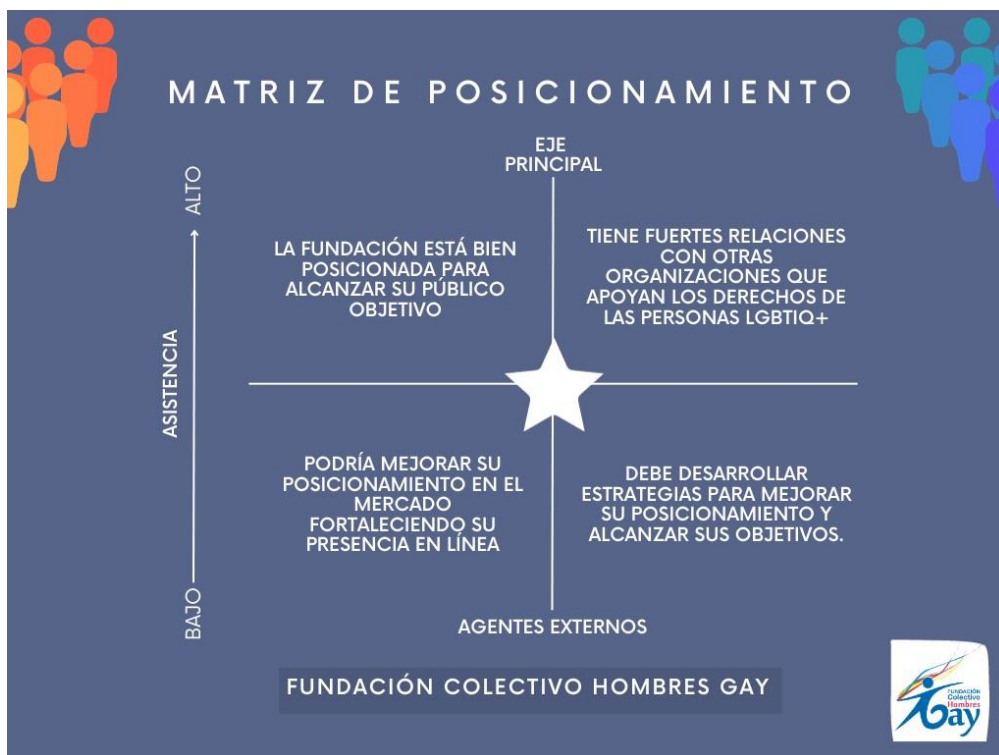 MATRIZ DE POSICIONAMIENTO
EJE
PRINCIPAL
ALTO
ASISTENCIA
BAJO
LA FUNDACIÓN ESTÁ BIEN
POSICIONADA PARA
ALCANZAR SU PÚBLICO
OBJETIVO
TIENE FUERTES RELACIONES
CON OTRAS
ORGANIZACIONES QUE
APOYAN LOS DERECHOS DE
LAS PERSONAS LGBTIQ+
PODRÍA MEJORAR SU
POSICIONAMIENTO EN EL
MERCADO
FORTALECIENDO SU
PRESENCIA EN LÍNEA
DEBE DESARROLLAR
ESTRATEGIAS PARA MEJORAR
SU POSICIONAMIENTO Y
ALCANZAR SUS OBJETIVOS.
AGENTES EXTERNOS
FUNDACIÓN COLECTIVO HOMBRES GAY
FUNDACIÓN
Colectivo
Hombres
Gay